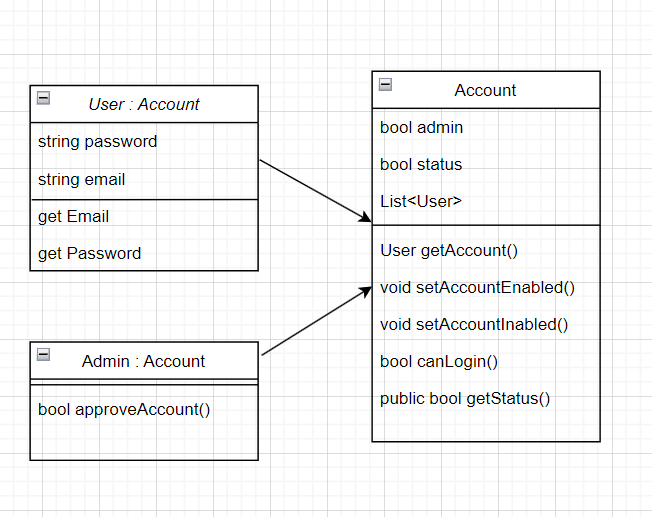 User : Account
string password
string email
get Email
get Password
Admin : Account
bool approveAccount()
Account
bool admin
bool status
List<User>
User getAccount()
void setAccountEnabled()
void setAccountInabled()
bool canLogin()
public bool getStatus()